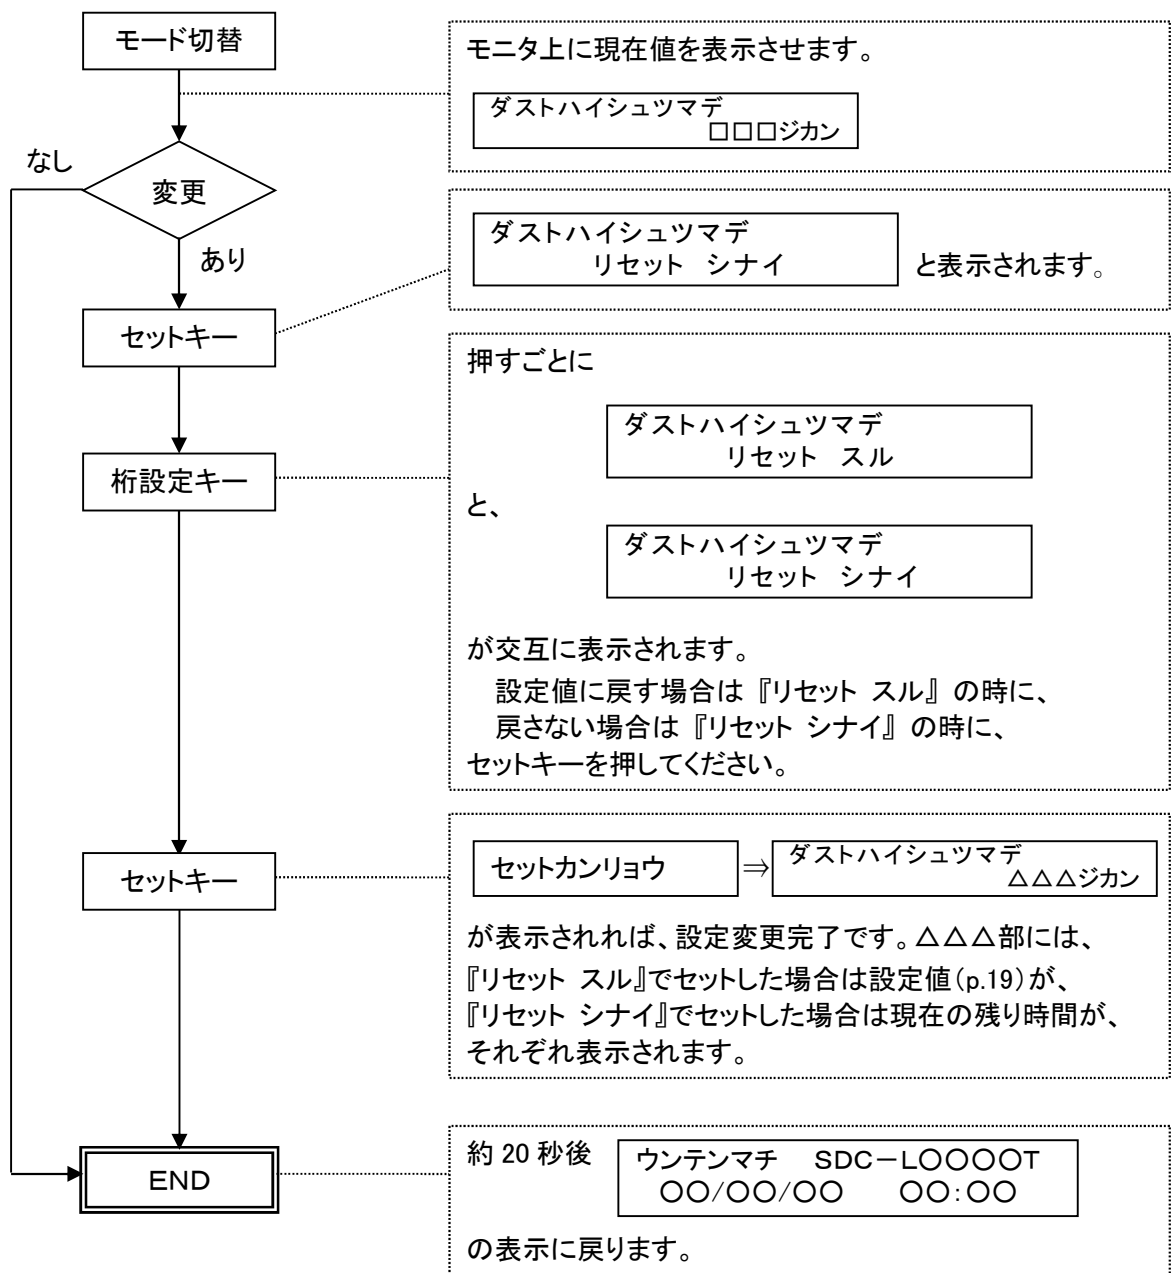 モード切替
モニタ上に現在値を表示させます。
ダストハイシュツマデ
□□□ジカン
なし
変更
あり
ダストハイシュツマデ
リセット シナイ
と表示されます。
セットキー
押すごとに
ダストハイシュツマデ
リセット スル
桁設定キー
と、
ダストハイシュツマデ
リセット シナイ
が交互に表示されます。
設定値に戻す場合は『リセット スル』の時に、
戻さない場合は『リセット シナイ』の時に、
セットキーを押してください。
セットキー
セットカンリョウ ⇒ ダストハイシュツマデ
△△△ジカン
が表示されれば、設定変更完了です。△△△部には、
『リセット スル』でセットした場合は設定値(p.19)が、
『リセット シナイ』でセットした場合は現在の残り時間が、
それぞれ表示されます。
END
約 20 秒後
ウンテンマチ SDC－L○○○○T
○○/○○/○○ ○○:○○
の表示に戻ります。